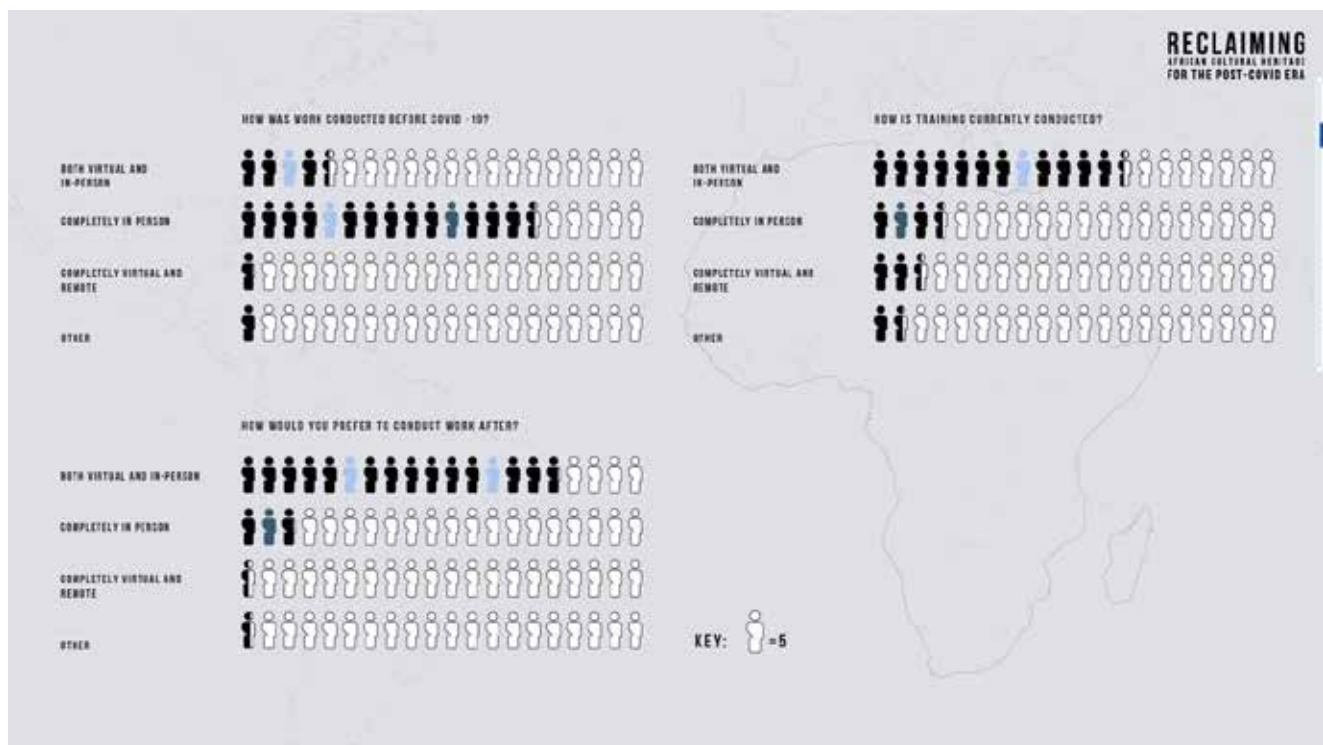 RECLAIMING
AFRICAN CULTURAL HERITAGE
FOR THE POST-COVID ERA
HOW WAS WORK CONDUCTED BEFORE COVID - 19?
BOTH VIRTUAL AND
IN-PERSON
COMPLETELY IN PERSON
COMPLETELY VIRTUAL AND
REMOTE
OTHER
HOW IS TRAINING CURRENTLY CONDUCTED?
BOTH VIRTUAL AND
IN-PERSON
COMPLETELY IN PERSON
COMPLETELY VIRTUAL AND
REMOTE
OTHER
HOW WOULD YOU PREFER TO CONDUCT WORK AFTER?
BOTH VIRTUAL AND IN-PERSON
COMPLETELY IN PERSON
COMPLETELY VIRTUAL AND
REMOTE
OTHER
KEY: =5